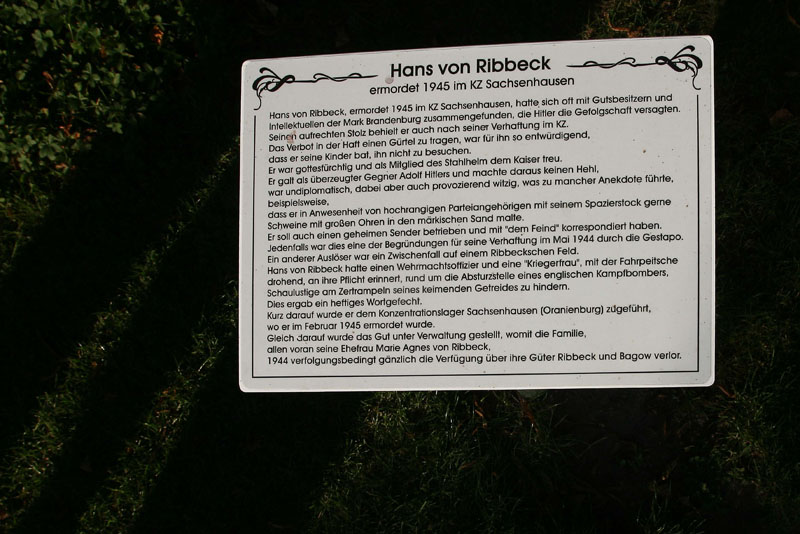 Hans von Ribbeck
ermordet 1945 im KZ Sachsenhausen
Hans von Ribbeck, ermordet 1945 im KZ Sachsenhausen, hatte sich oft mit Gutsbesitzern und
Intellektuellen der Mark Brandenburg zusammengefunden, die Hitler die Gefolgschaft versagten.
Seinen aufrechten Stolz behielt er auch nach seiner Verhaftung im KZ.
Das Verbot in der Haft einen Gürtel zu tragen, war für ihn so entwürdigend,
dass er seine Kinder bat, ihn nicht zu besuchen.
Er war gottesfürchtig und als Mitglied des Stahlhelm dem Kaiser treu.
Er galt als überzeugter Gegner Adolf Hitlers und machte daraus keinen Hehl,
war undiplomatisch, dabei aber auch provozierend witzig, was zu mancher Anekdote führte,
beispielsweise,
dass er in Anwesenheit von hochrangigen Parteiangehörigen mit seinem Spazierstock gerne
Schweine mit großen Ohren in den märkischen Sand malte.
Er soll auch einen geheimen Sender betrieben und mit "dem Feind" korrespondiert haben.
Jedenfalls war dies eine der Begründungen für seine Verhaftung im Mai 1944 durch die Gestapo.
Ein anderer Auslöser war ein Zwischenfall auf einem Ribbeckschen Feld.
Hans von Ribbeck hatte einen Wehrmachtsoffizier und eine "Kriegerfrau", mit der Fahrpeitsche
drohend, an ihre Pflicht erinnert, rund um die Absturzstelle eines englischen Kampfbombers,
Schaulustige am Zertrampeln seines keimenden Getreides zu hindern.
Dies ergab ein heftiges Wortgefecht.
Kurz darauf wurde er dem Konzentrationslager Sachsenhausen (Oranienburg) zugeführt,
wo er im Februar 1945 ermordet wurde.
Gleich darauf wurde das Gut unter Verwaltung gestellt, womit die Familie,
allen voran seine Ehefrau Marie Agnes von Ribbeck,
1944 verfolgungsbedingt gänzlich die Verfügung über ihre Güter Ribbeck und Bagow verlor.